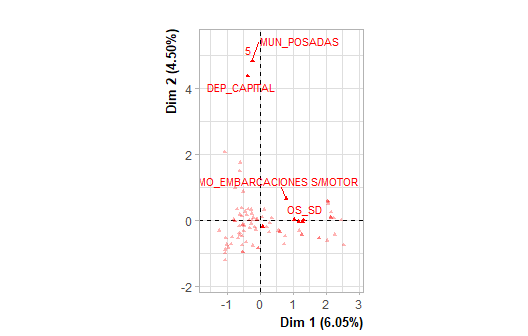 MUN_POSADAS
5
DEP_CAPITAL
MO_EMBARCACIONES S/MOTOR
OS_SD
Dim 2 (4.50%)
4
2
0
-2
-1
0
1
2
3
Dim 1 (6.05%)